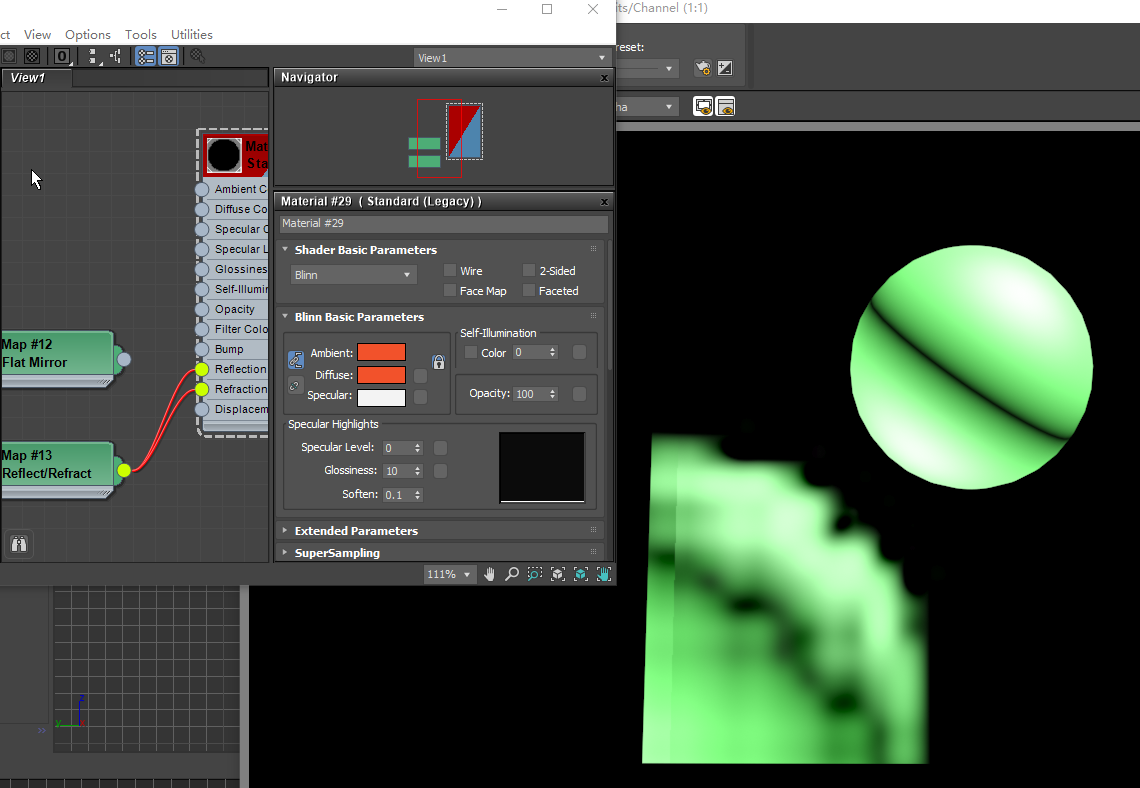 its/Channel (1:1)
ct View Options Tools Utilities
0
View1
reset:
View1
Navigator
ha
Mat
Sta
Ambient C
Diffuse Co
Specular C
Specular L
Glossines
Self-Illumin
Opacity
Filter Colo
Bump
Reflection
Refraction
Displacem
Map #12
Flat Mirror
Map #13
Reflect/Refract
Material #29 ( Standard (Legacy) )
Material #29
Shader Basic Parameters
Blinn
Wire
2-Sided
Face Map
Faceted
Blinn Basic Parameters
Ambient:
Diffuse:
Specular:
Self-Illumination
Color 0
Opacity: 100
Specular Highlights
Specular Level: 0
Glossiness: 10
Soften: 0.1
Extended Parameters
SuperSampling
111%
z
y
x